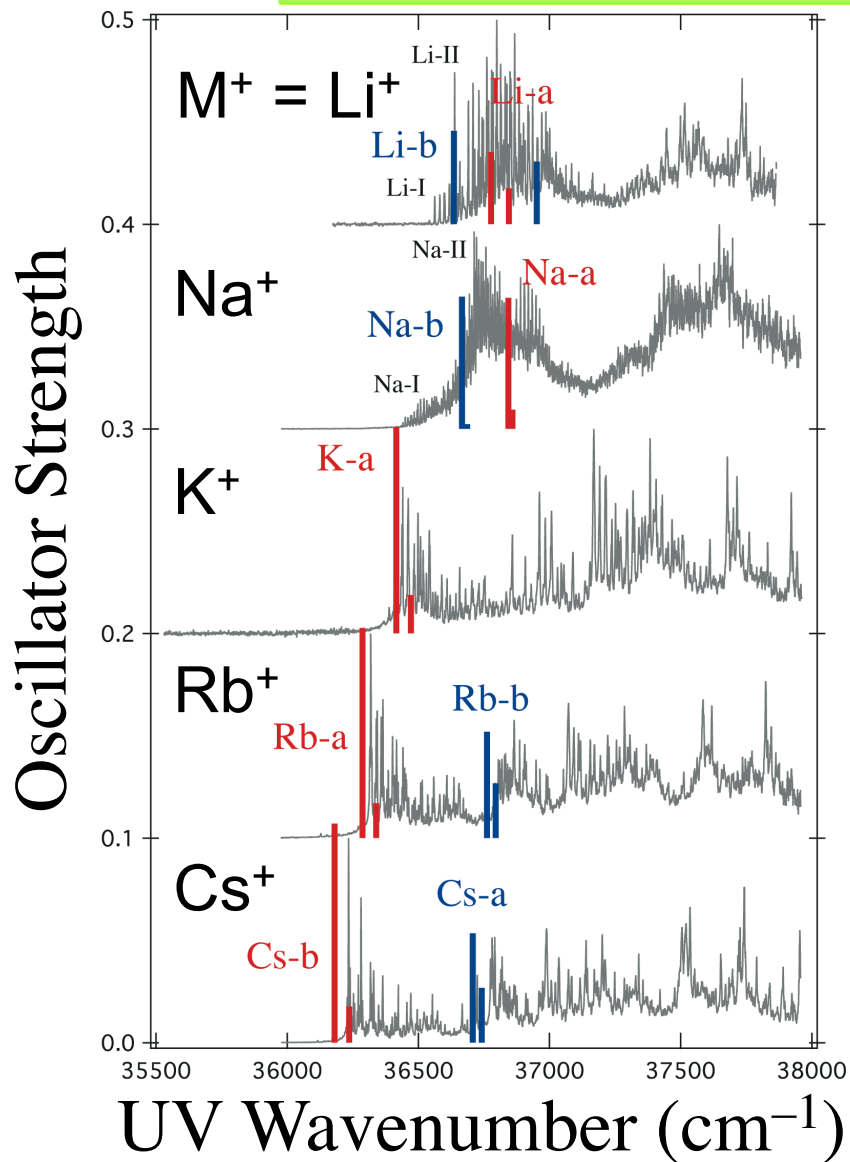 0.5
Li-II
M⁺ = Li⁺
Li-a
Li-b
Li-I
0.4
Na-II
Na⁺
Na-a
Na-b
Na-I
0.3
K-a
K⁺
0.2
Rb⁺
Rb-b
Rb-a
0.1
Cs⁺
Cs-a
Cs-b
0.0
Oscillator Strength
35500 36000 36500 37000 37500 38000
UV Wavenumber (cm⁻¹)